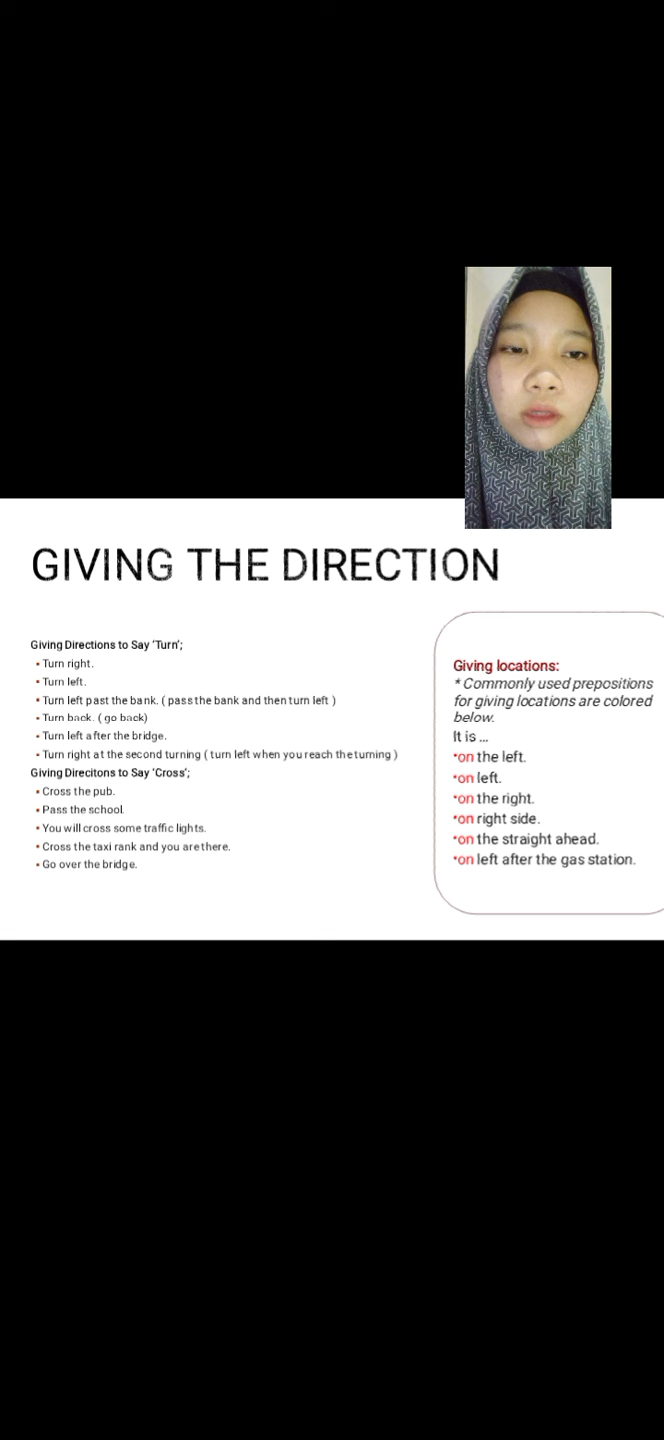 GIVING THE DIRECTION
Giving Directions to Say ‘Turn’;
▪ Turn right.
▪ Turn left.
▪ Turn left past the bank. ( pass the bank and then turn left )
▪ Turn back. ( go back)
▪ Turn left after the bridge.
▪ Turn right at the second turning ( turn left when you reach the turning )
Giving Direcitons to Say ‘Cross’;
▪ Cross the pub.
▪ Pass the school.
▪ You will cross some traffic lights.
▪ Cross the taxi rank and you are there.
▪ Go over the bridge.
Giving locations:
* Commonly used prepositions
for giving locations are colored
below.
It is ...
•on the left.
•on left.
•on the right.
•on right side.
•on the straight ahead.
•on left after the gas station.